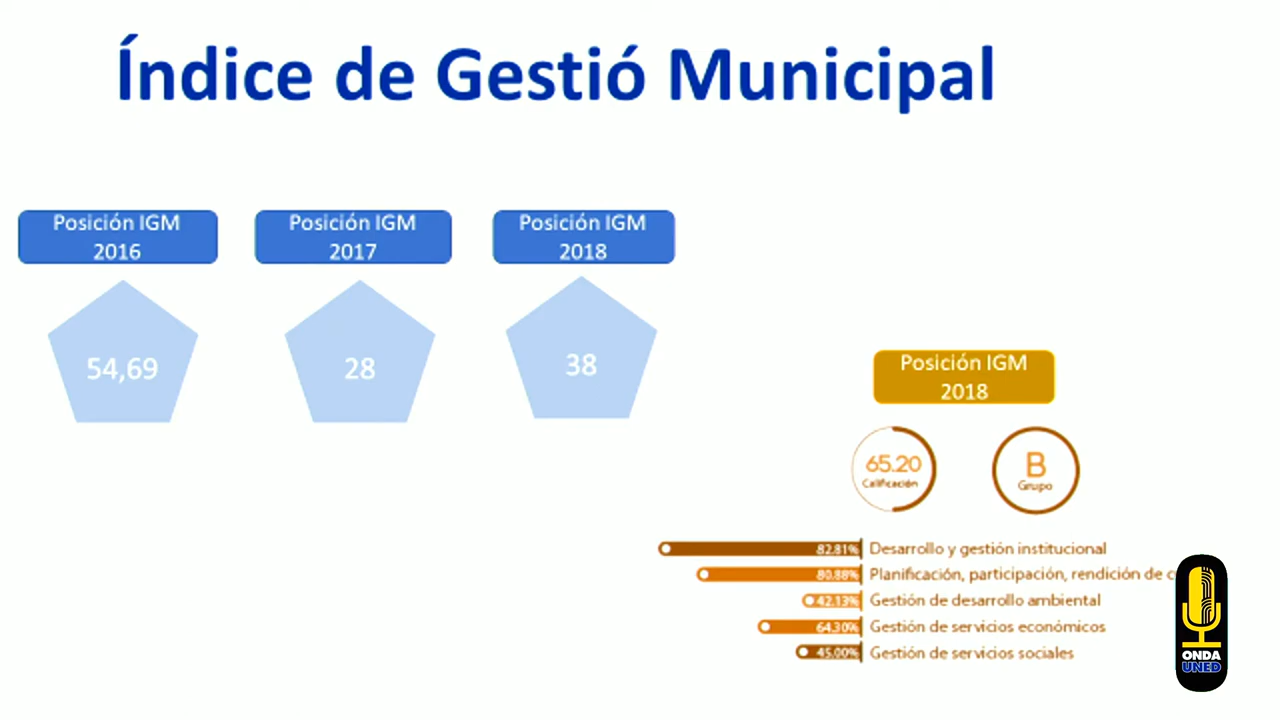 Índice de Gestió Municipal
Posición IGM
2016
Posición IGM
2017
Posición IGM
2018
54,69
28
38
Posición IGM
2018
65.20
Calificación
B
Grupo
82.81% Desarrollo y gestión institucional
80.88% Planificación, participación, rendición de c
42.13% Gestión de desarrollo ambiental
64.30% Gestión de servicios económicos
45.00% Gestión de servicios sociales
ONDA
UNED